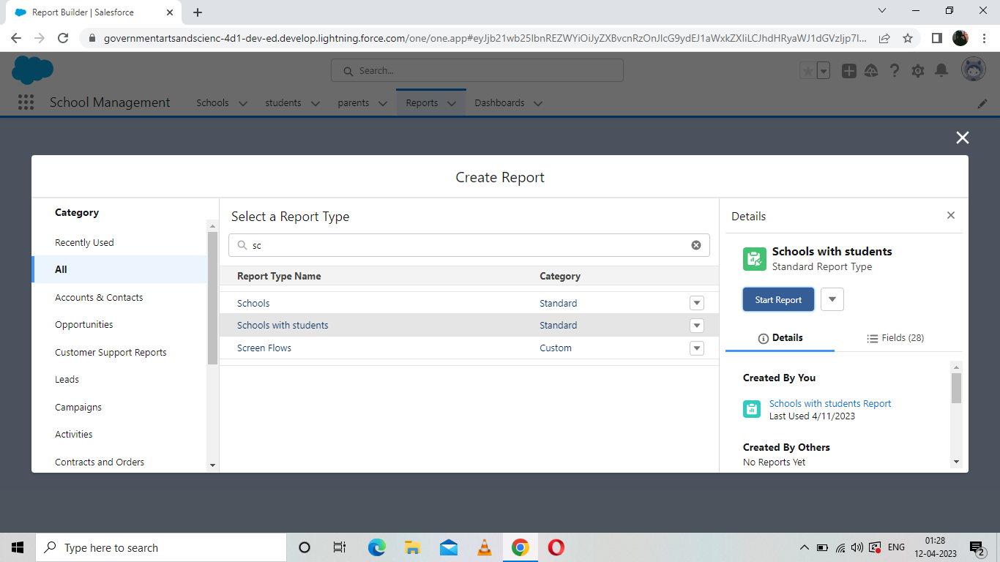 Report Builder | Salesforce
governmentartsandscienc-4d1-dev-ed.develop.lightning.force.com/one/one.app#eyJjb21wb25lbnREZWYiOiJyZXBvcnRzOnJlcG9ydEJ1aWxkZXIiLCJhdHRyaWJ1dGVzIjp7I...
Search...
School Management
Schools
students
parents
Reports
Dashboards
Create Report
Category
Recently Used
All
Accounts & Contacts
Opportunities
Customer Support Reports
Leads
Campaigns
Activities
Contracts and Orders
Select a Report Type
sc
Report Type Name Category
Schools Standard
Schools with students Standard
Screen Flows Custom
Details
Schools with students
Standard Report Type
Start Report
Details
Fields (28)
Created By You
Schools with students Report
Last Used 4/11/2023
Created By Others
No Reports Yet
Type here to search
ENG
01:28
12-04-2023
2